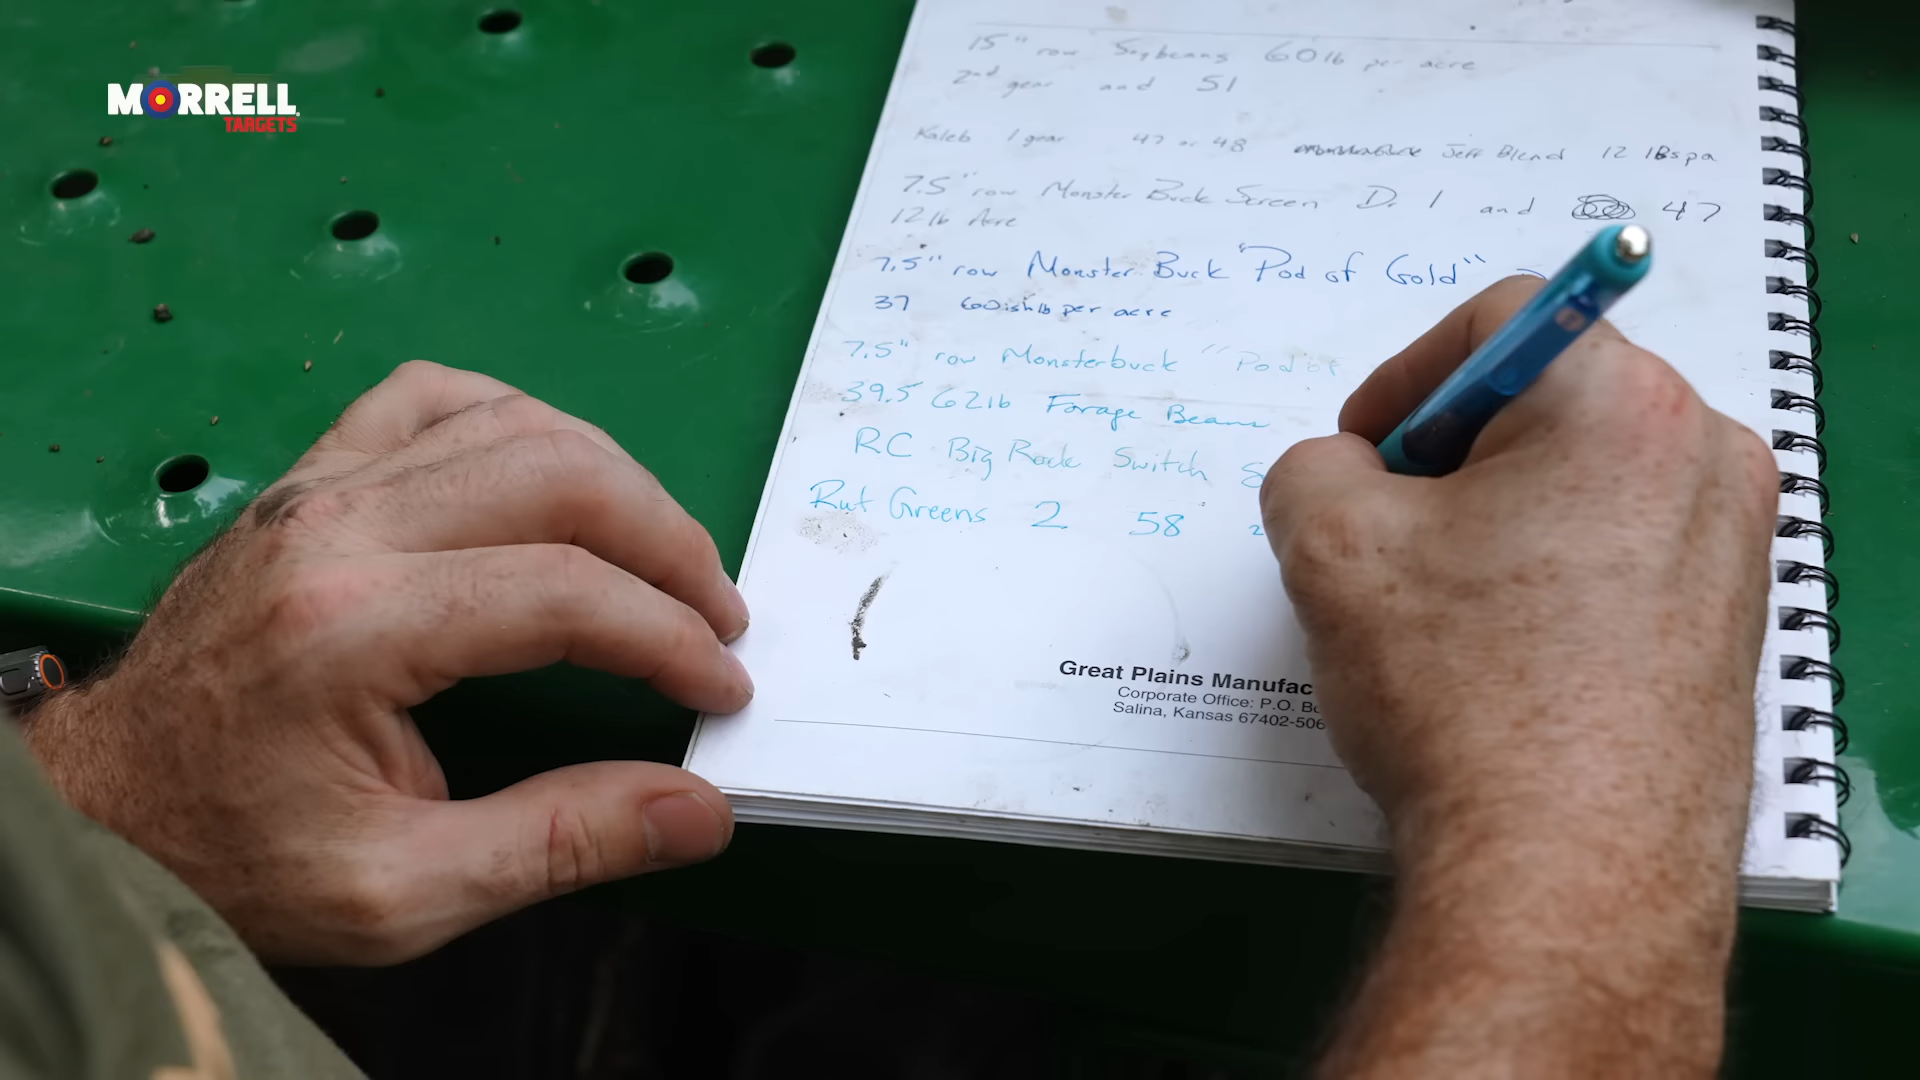 MORRELL
TARGETS
15" row Soybeans 60lb per acre
2nd gear and 51
Kaleb 1 gear 47 or 48 Jeff Blend 12 lbs pa
7.5" row Monster Buck Screen Dr 1 and 47
12lb Acre
7.5" row Monster Buck "Pod of Gold"
37 60ish lb per acre
7.5" row Monsterbuck "Pod of
39.5 62lb Forage Beans
RC Big Rack Switch
Rut Greens 2 58
Great Plains Manufac
Corporate Office: P.O. Bo
Salina, Kansas 67402-506